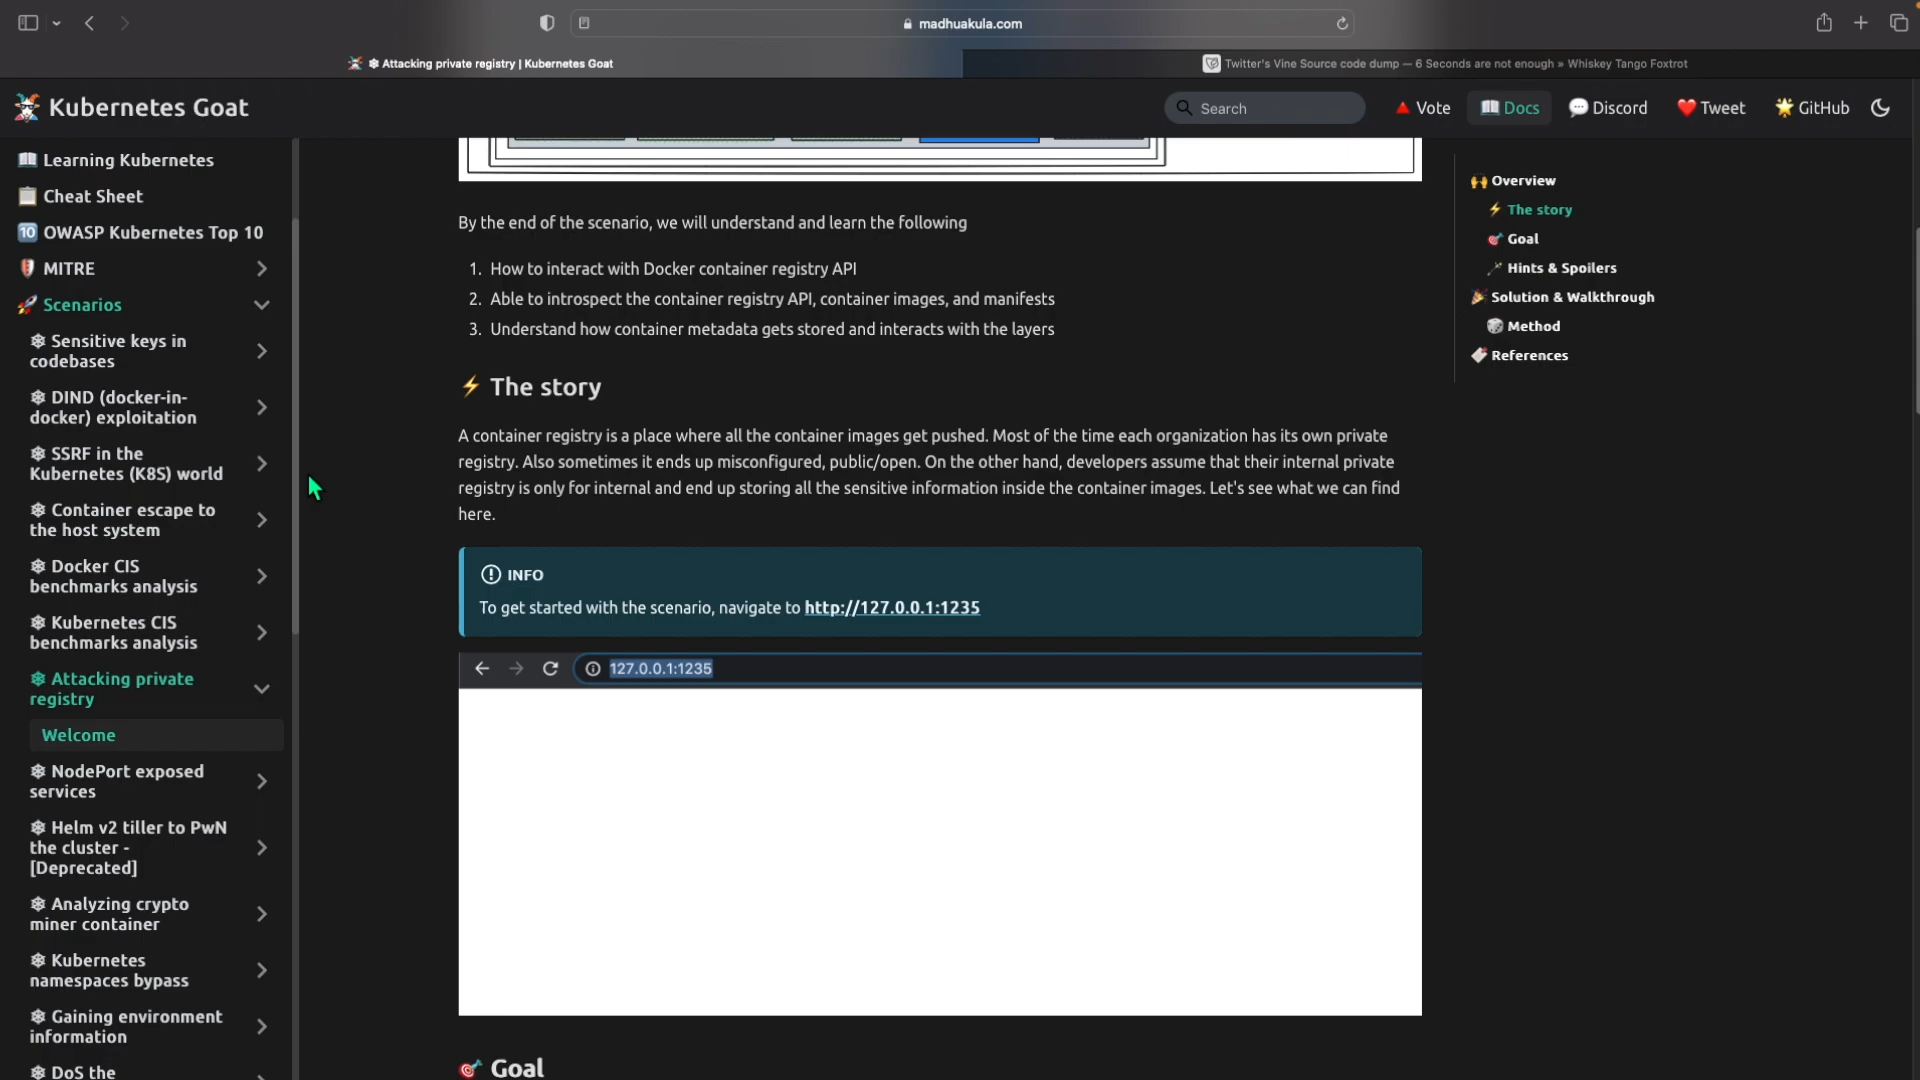 madhuakula.com
Attacking private registry | Kubernetes Goat
Twitter's Vine Source code dump — 6 Seconds are not enough » Whiskey Tango Foxtrot
Kubernetes Goat
Search
Vote
Docs
Discord
Tweet
GitHub
Learning Kubernetes
Cheat Sheet
10 OWASP Kubernetes Top 10
MITRE
Scenarios
Sensitive keys in
codebases
DIND (docker-in-
docker) exploitation
SSRF in the
Kubernetes (K8S) world
Container escape to
the host system
Docker CIS
benchmarks analysis
Kubernetes CIS
benchmarks analysis
Attacking private
registry
Welcome
NodePort exposed
services
Helm v2 tiller to PwN
the cluster -
[Deprecated]
Analyzing crypto
miner container
Kubernetes
namespaces bypass
Gaining environment
information
DoS the
By the end of the scenario, we will understand and learn the following
1. How to interact with Docker container registry API
2. Able to introspect the container registry API, container images, and manifests
3. Understand how container metadata gets stored and interacts with the layers
The story
A container registry is a place where all the container images get pushed. Most of the time each organization has its own private
registry. Also sometimes it ends up misconfigured, public/open. On the other hand, developers assume that their internal private
registry is only for internal and end up storing all the sensitive information inside the container images. Let's see what we can find
here.
INFO
To get started with the scenario, navigate to http://127.0.0.1:1235
127.0.0.1:1235
Goal
Overview
The story
Goal
Hints & Spoilers
Solution & Walkthrough
Method
References